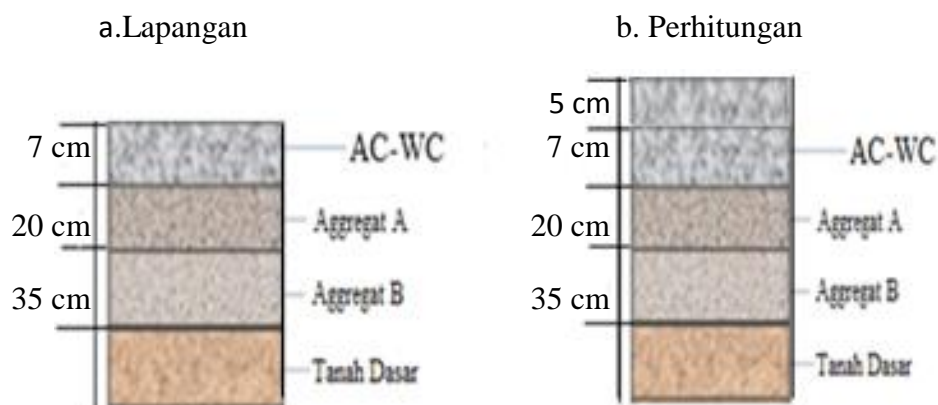 a.Lapangan
7 cm
AC-WC
20 cm
Aggregat A
35 cm
Aggregat B
Tanah Dasar
b. Perhitungan
5 cm
7 cm
AC-WC
20 cm
Aggregat A
35 cm
Aggregat B
Tanah Dasar